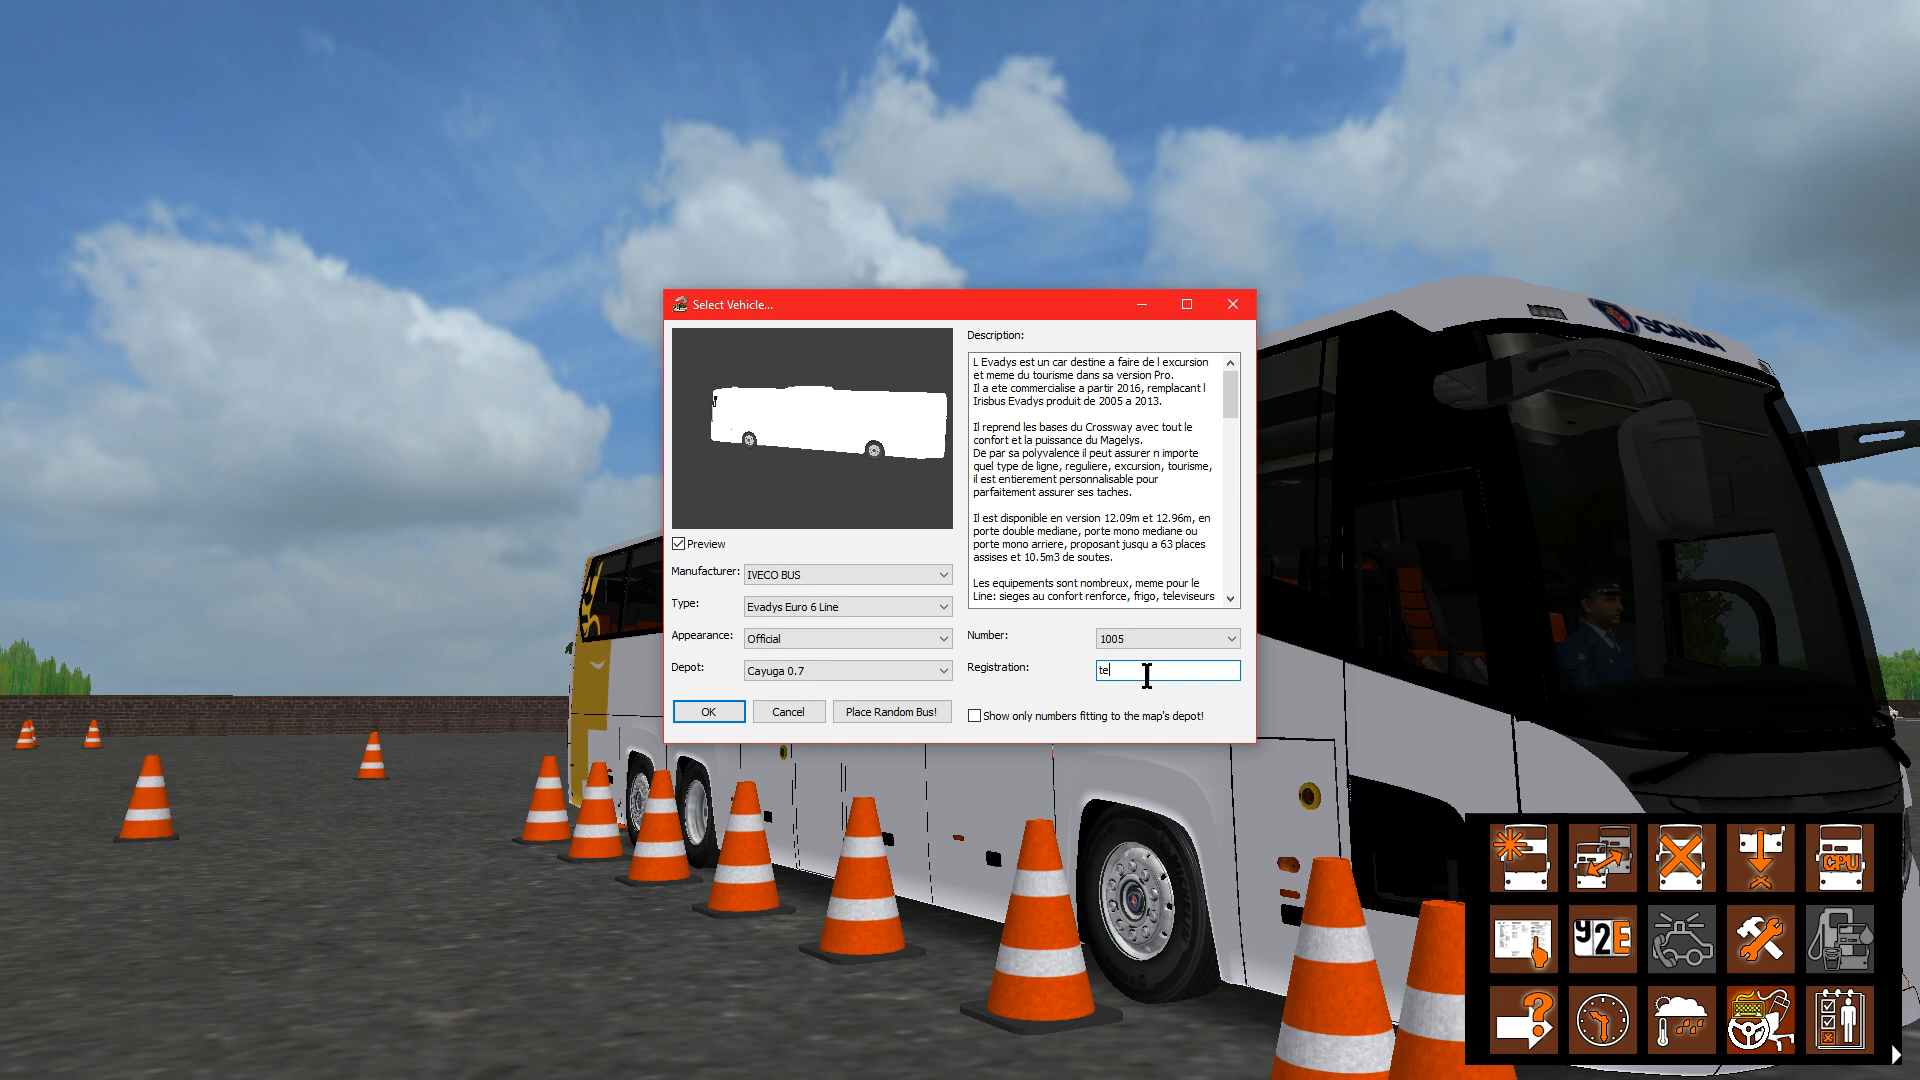 SCANIA
Select Vehicle...
Description:
L Evadys est un car destine a faire de l excursion
et meme du tourisme dans sa version Pro.
Il a ete commercialise a partir 2016, remplacant l
Irisbus Evadys produit de 2005 a 2013.
Il reprend les bases du Crossway avec tout le
confort et la puissance du Magelys.
De par sa polyvalence il peut assurer n importe
quel type de ligne, reguliere, excursion, tourisme,
il est entierement personnalisable pour
parfaitement assurer ses taches.
Il est disponible en version 12.09m et 12.96m, en
porte double mediane, porte mono mediane ou
porte mono arriere, proposant jusqu a 63 places
assises et 10.5m3 de soutes.
Les equipements sont nombreux, meme pour le
Line: sieges au confort renforce, frigo, televiseurs
Preview
Manufacturer: IVECO BUS
Type: Evadys Euro 6 Line
Appearance: Official
Depot: Cayuga 0.7
Number: 1005
Registration: te
OK
Cancel
Place Random Bus!
Show only numbers fitting to the map's depot!
CPU
92E